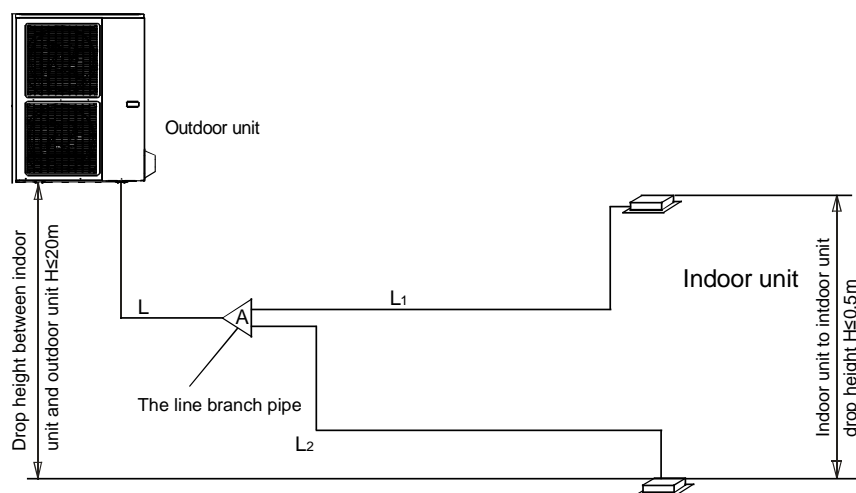 Outdoor unit
Drop height between indoor
unit and outdoor unit H≤20m
L
A
L1
The line branch pipe
L2
Indoor unit
Indoor unit to intdoor unit
drop height H≤0.5m